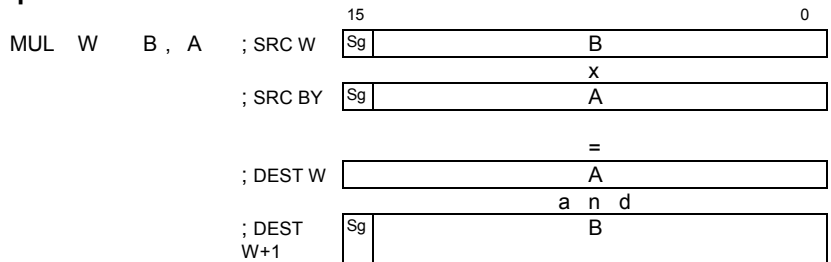 15 0
MUL W B , A ; SRC W Sg B
x
; SRC BY Sg A
=
; DEST W A
a n d
; DEST Sg B
W+1